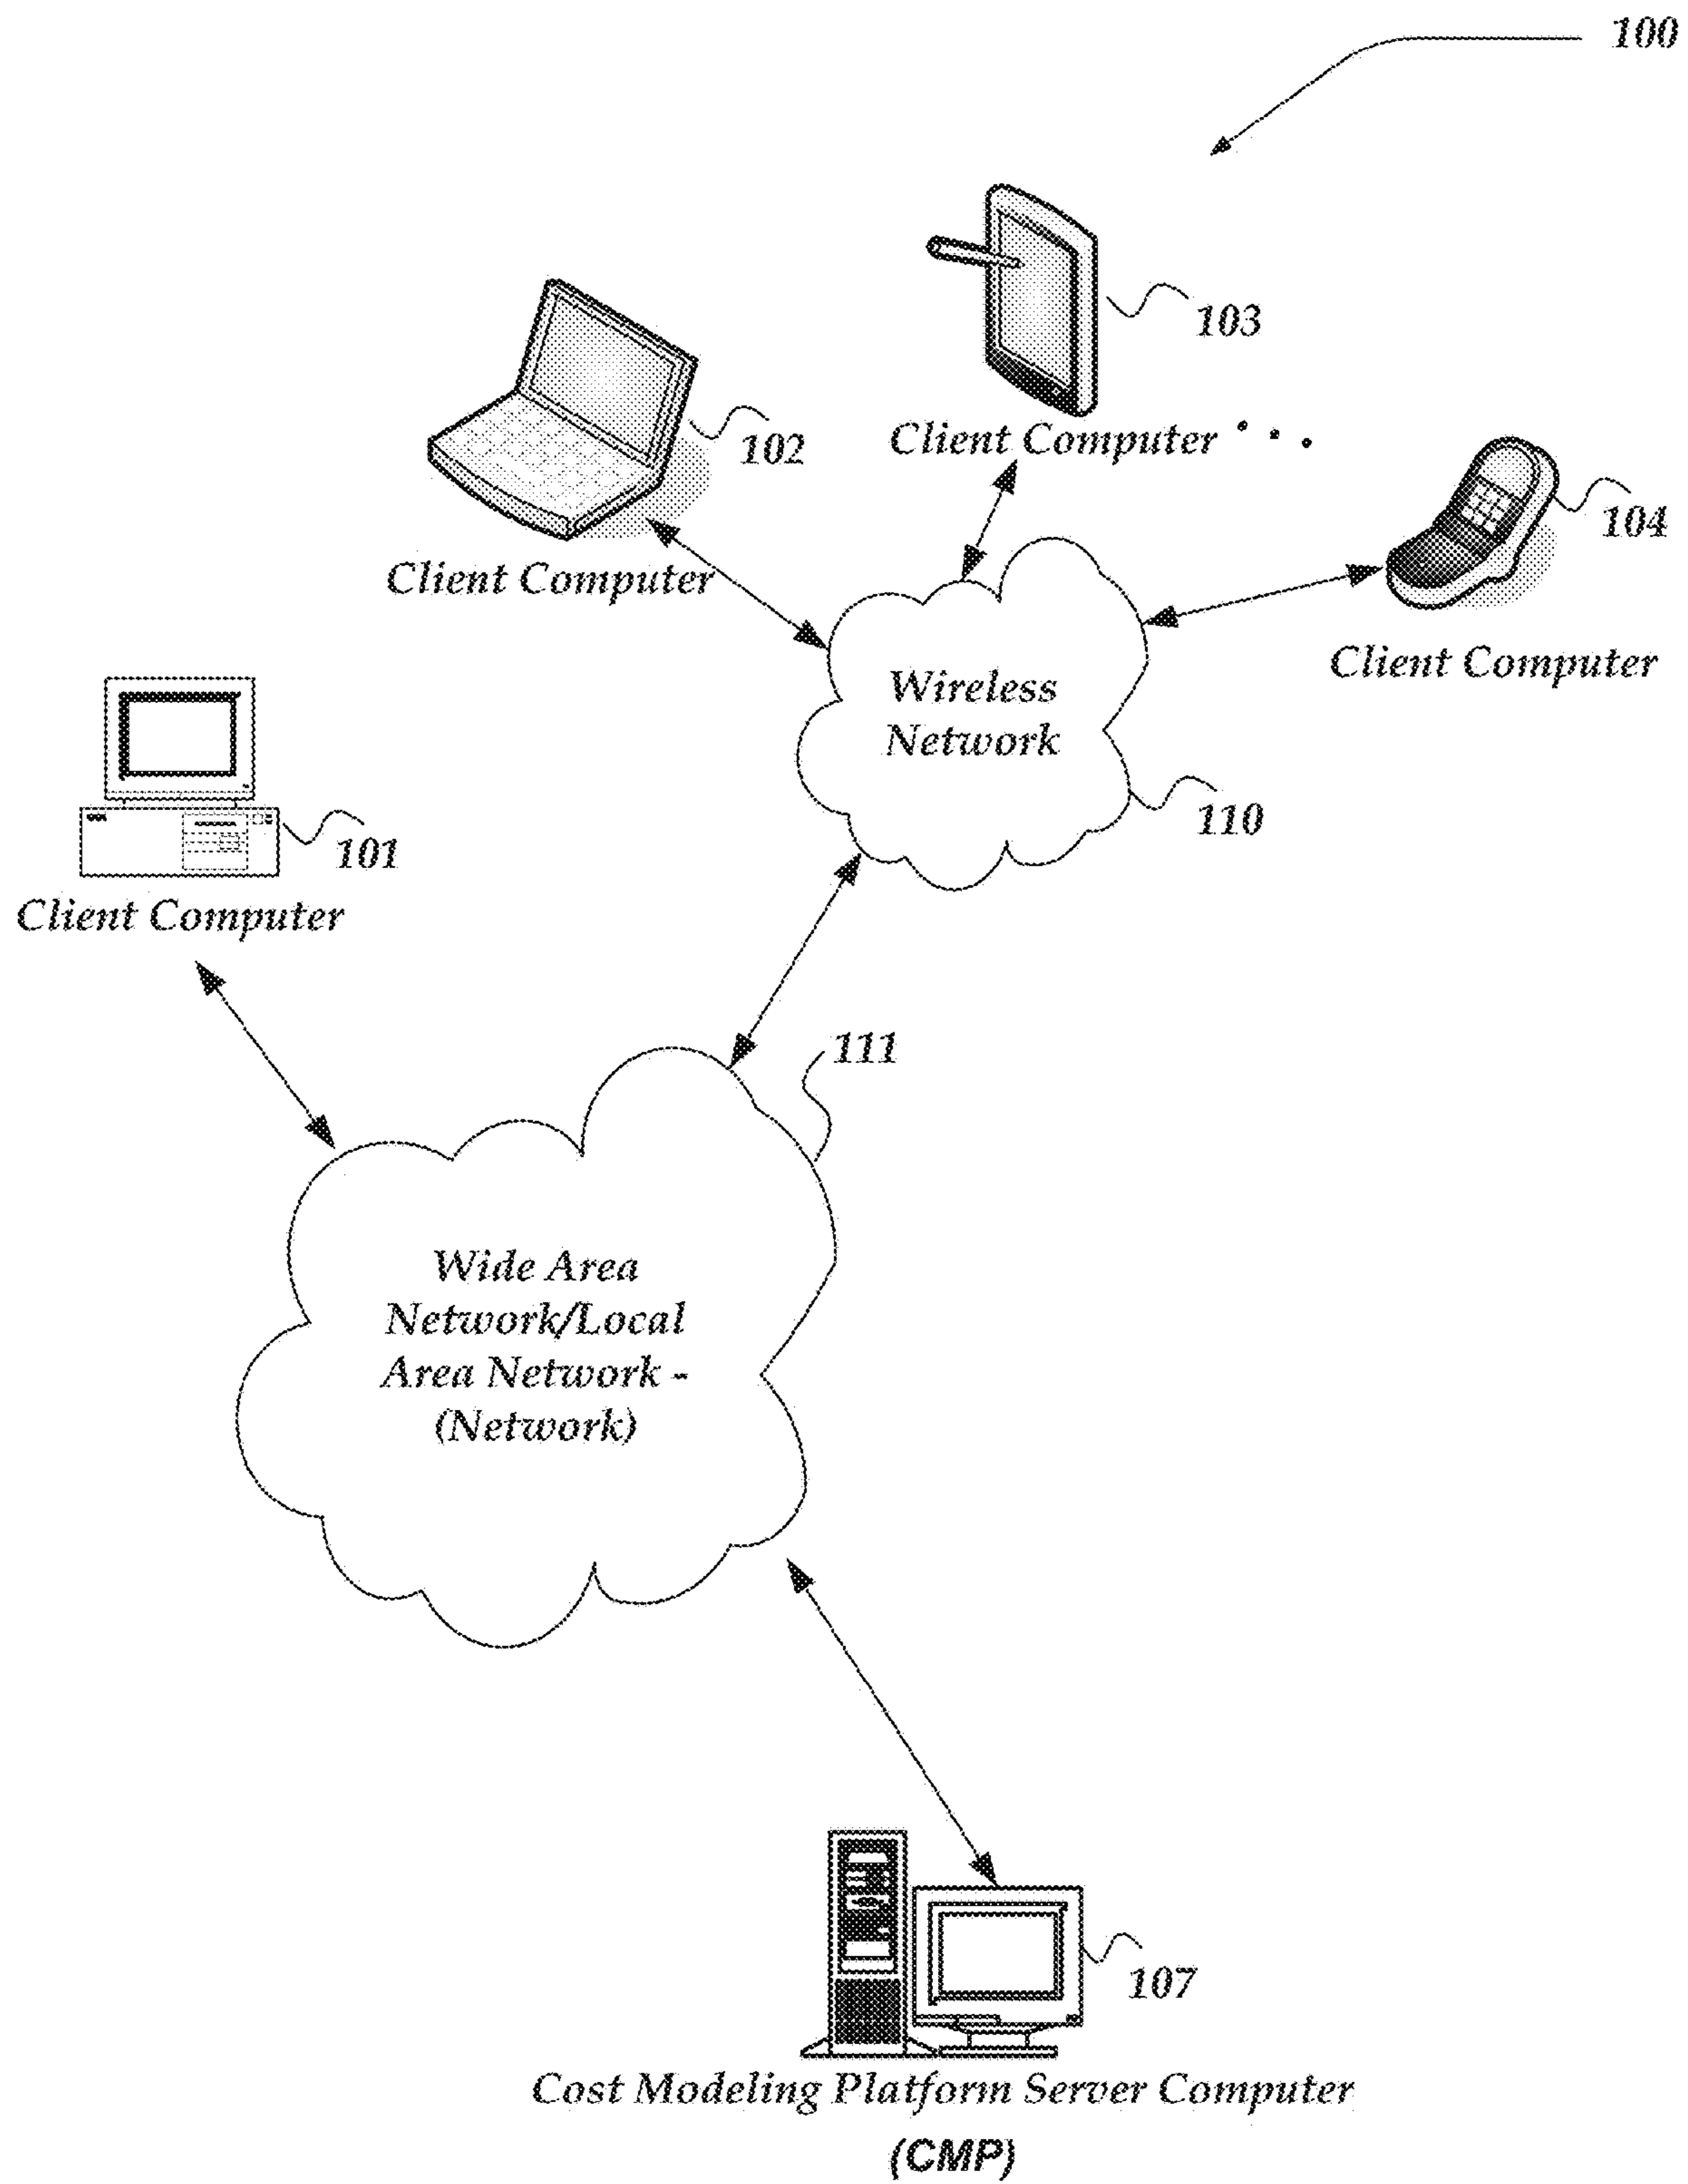 100
103
102
Client Computer . . .
104
Client Computer
Client Computer
Wireless
Network
110
101
Client Computer
111
Wide Area
Network/Local
Area Network -
(Network)
107
Cost Modeling Platform Server Computer
(CMP)